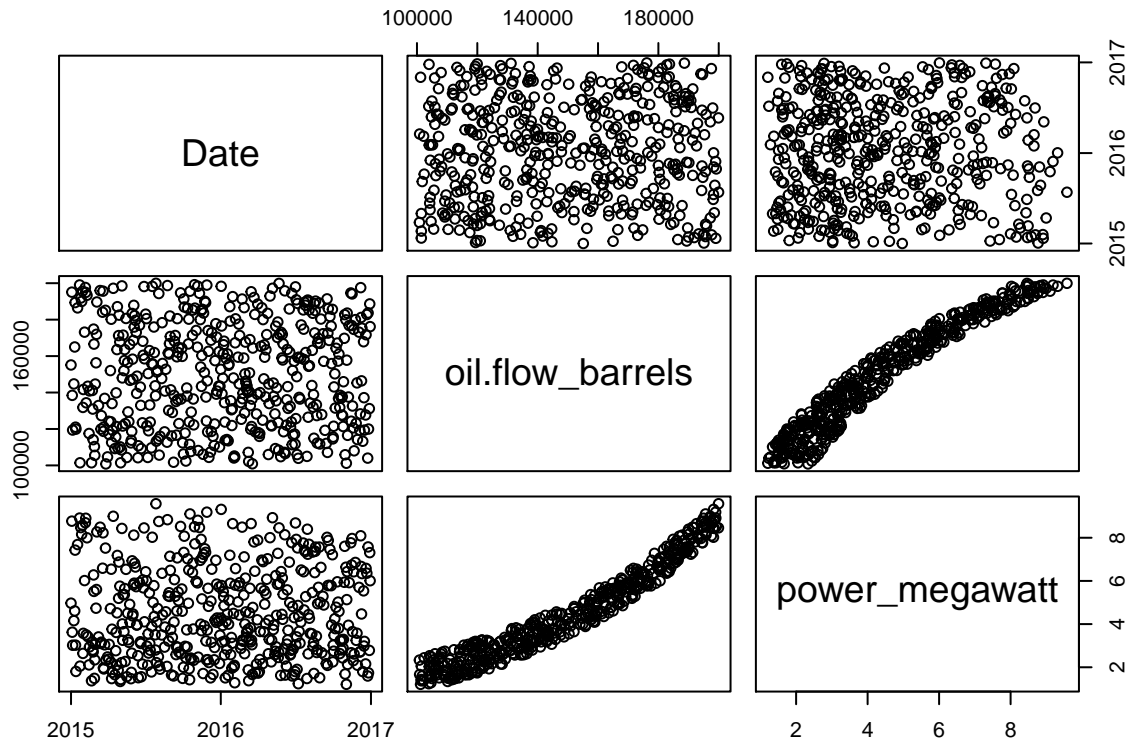 100000 140000 180000
Date
2015 2016 2017
100000 160000
oil.flow_barrels
power_megawatt
2 4 6 8
2015 2016 2017
2 4 6 8